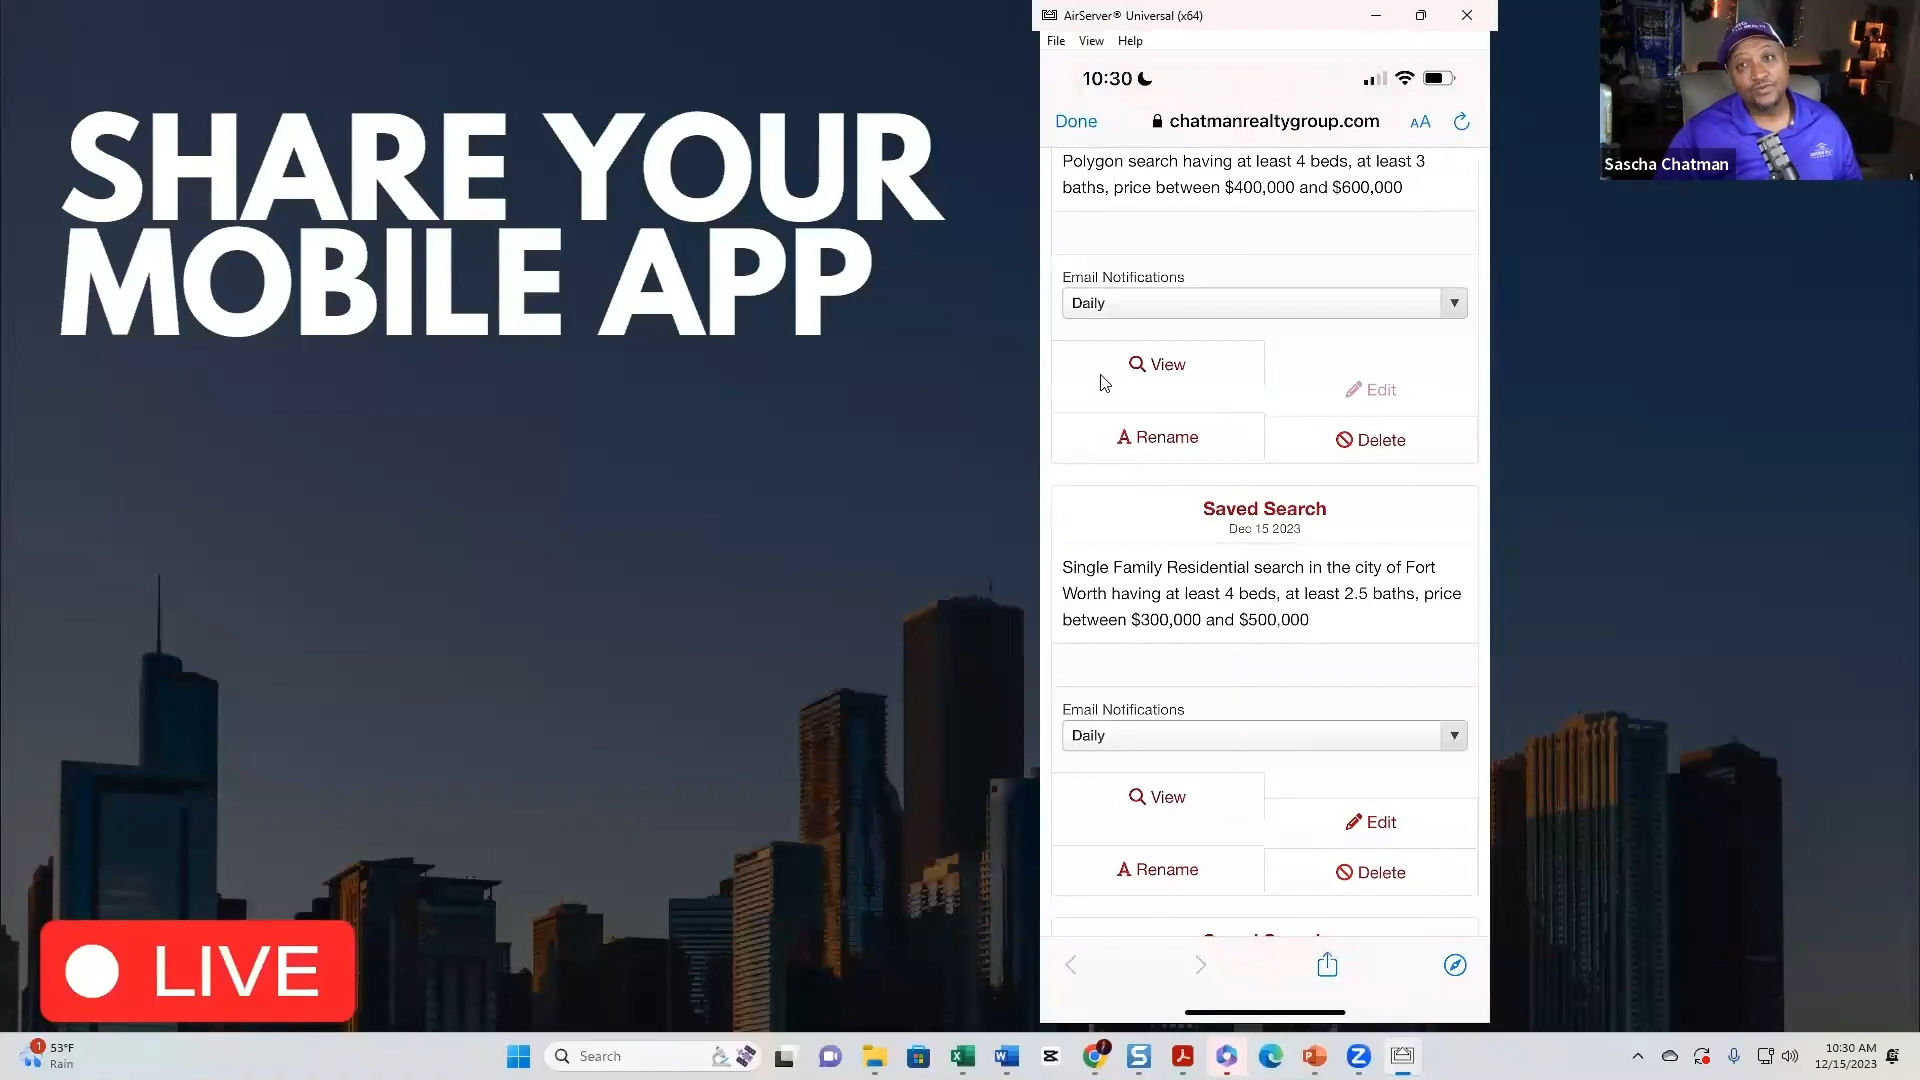 SHARE YOUR
MOBILE APP
LIVE
AirServer® Universal (x64)
File View Help
10:30
Done chatmanrealtygroup.com AA
Polygon search having at least 4 beds, at least 3
baths, price between $400,000 and $600,000
Email Notifications
Daily
View
Edit
Rename
Delete
Saved Search
Dec 15 2023
Single Family Residential search in the city of Fort
Worth having at least 4 beds, at least 2.5 baths, price
between $300,000 and $500,000
Email Notifications
Daily
View
Edit
Rename
Delete
Sascha Chatman
1
53°F
Rain
Search
10:30 AM
12/15/2023